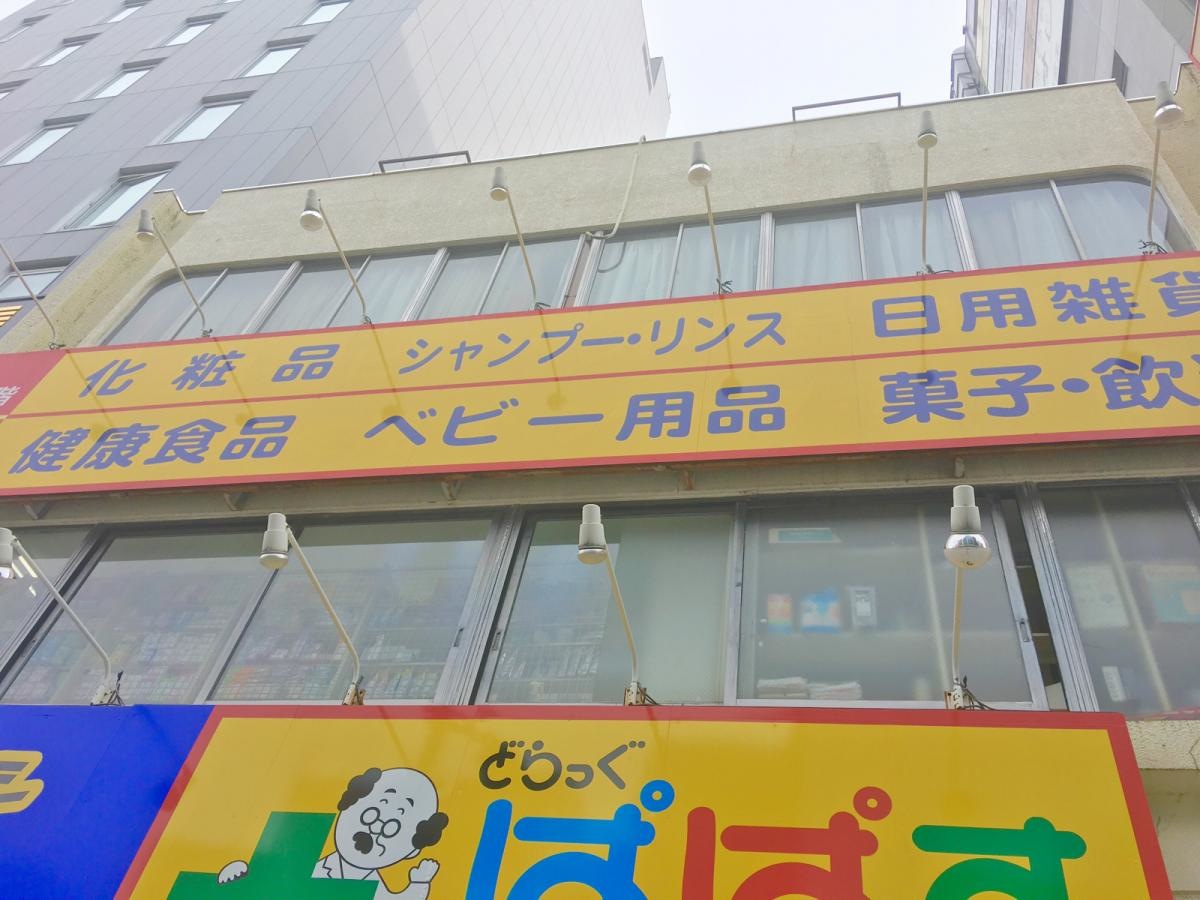 化粧品 シャンプー・リンス 日用雑貨
健康食品 ベビー用品 菓子・飲
階
どらっぐ
ぱぱす